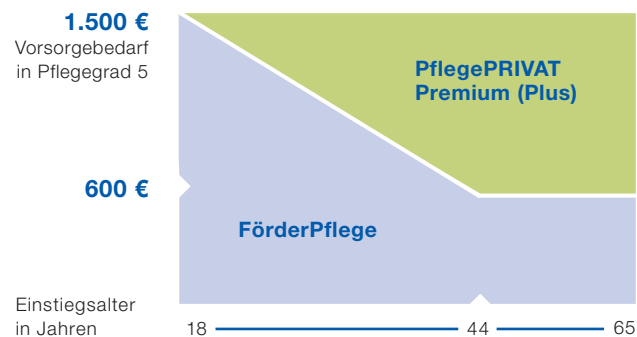 1.500 €
Vorsorgebedarf
in Pflegegrad 5
PflegePRIVAT
Premium (Plus)
600 €
FörderPflege
Einstiegsalter
in Jahren
18 44 65